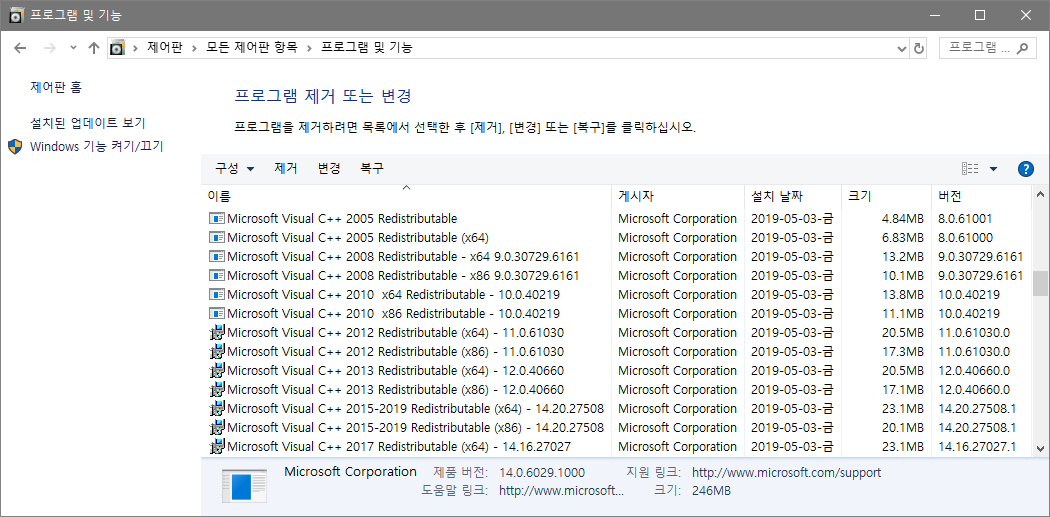 프로그램 및 기능
제어판 모든 제어판 항목 프로그램 및 기능 프로그램 ...
제어판 홈
설치된 업데이트 보기
Windows 기능 켜기/끄기
프로그램 제거 또는 변경
프로그램을 제거하려면 목록에서 선택한 후 [제거], [변경] 또는 [복구]를 클릭하십시오.
구성 제거 변경 복구
이름 게시자 설치 날짜 크기 버전
Microsoft Visual C++ 2005 Redistributable Microsoft Corporation 2019-05-03-금 4.84MB 8.0.61001
Microsoft Visual C++ 2005 Redistributable (x64) Microsoft Corporation 2019-05-03-금 6.83MB 8.0.61000
Microsoft Visual C++ 2008 Redistributable - x64 9.0.30729.6161 Microsoft Corporation 2019-05-03-금 13.2MB 9.0.30729.6161
Microsoft Visual C++ 2008 Redistributable - x86 9.0.30729.6161 Microsoft Corporation 2019-05-03-금 10.1MB 9.0.30729.6161
Microsoft Visual C++ 2010  x64 Redistributable - 10.0.40219 Microsoft Corporation 2019-05-03-금 13.8MB 10.0.40219
Microsoft Visual C++ 2010  x86 Redistributable - 10.0.40219 Microsoft Corporation 2019-05-03-금 11.1MB 10.0.40219
Microsoft Visual C++ 2012 Redistributable (x64) - 11.0.61030 Microsoft Corporation 2019-05-03-금 20.5MB 11.0.61030.0
Microsoft Visual C++ 2012 Redistributable (x86) - 11.0.61030 Microsoft Corporation 2019-05-03-금 17.3MB 11.0.61030.0
Microsoft Visual C++ 2013 Redistributable (x64) - 12.0.40660 Microsoft Corporation 2019-05-03-금 20.5MB 12.0.40660.0
Microsoft Visual C++ 2013 Redistributable (x86) - 12.0.40660 Microsoft Corporation 2019-05-03-금 17.1MB 12.0.40660.0
Microsoft Visual C++ 2015-2019 Redistributable (x64) - 14.20.27508 Microsoft Corporation 2019-05-03-금 23.1MB 14.20.27508.1
Microsoft Visual C++ 2015-2019 Redistributable (x86) - 14.20.27508 Microsoft Corporation 2019-05-03-금 20.1MB 14.20.27508.1
Microsoft Visual C++ 2017 Redistributable (x64) - 14.16.27027 Microsoft Corporation 2019-05-03-금 23.1MB 14.16.27027.1
Microsoft Corporation 제품 버전: 14.0.6029.1000 지원 링크: http://www.microsoft.com/support
도움말 링크: http://www.microsoft... 크기: 246MB